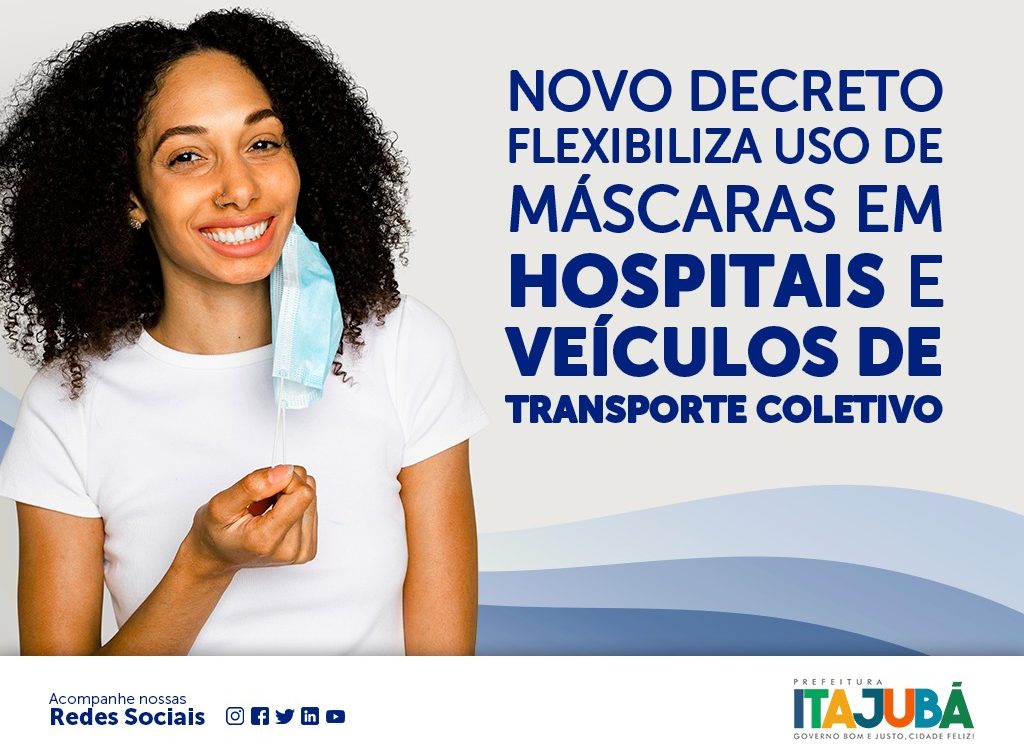 NOVO DECRETO
FLEXIBILIZA USO DE
MÁSCARAS EM
HOSPITAIS E
VEÍCULOS DE
TRANSPORTE COLETIVO
Acompanhe nossas
Redes Sociais
PREFEITURA
ITAJUBÁ
GOVERNO BOM E JUSTO, CIDADE FELIZ!